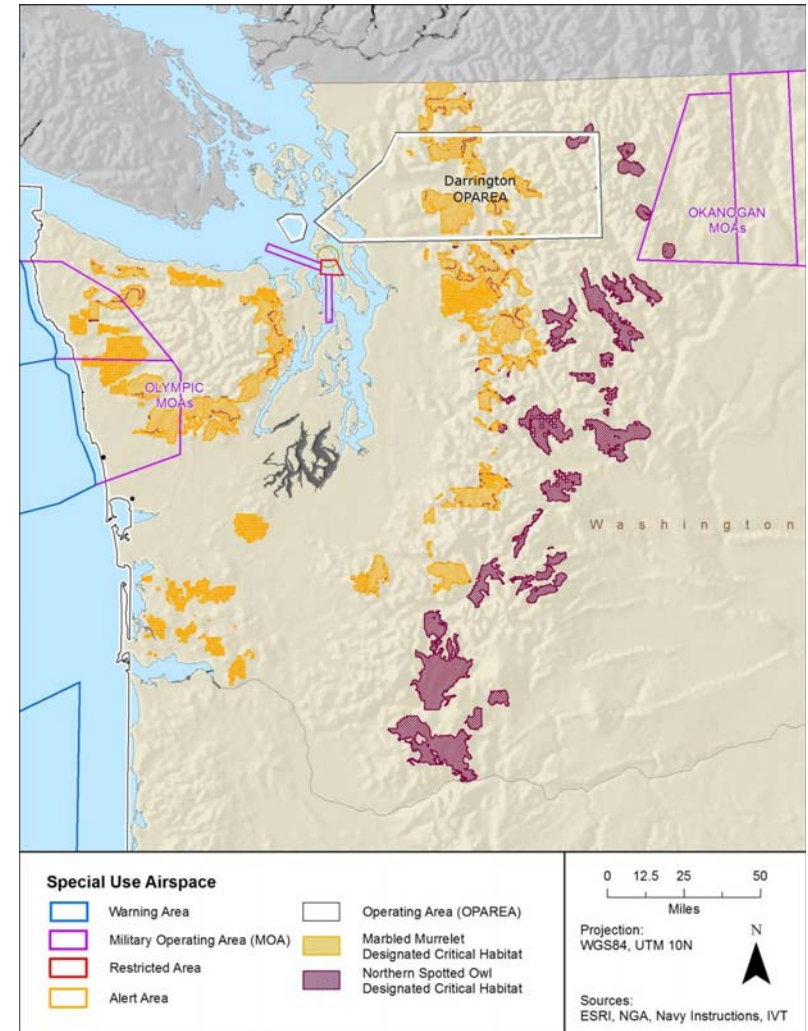 Darrington
OPAREA
OKANOGAN
MOAs
OLYMPIC
MOAs
Washington
Special Use Airspace
Warning Area
Military Operating Area (MOA)
Restricted Area
Alert Area
Operating Area (OPAREA)
Marbled Murrelet
Designated Critical Habitat
Northern Spotted Owl
Designated Critical Habitat
0 12.5 25 50
Miles
Projection:
WGS84, UTM 10N
N
Sources:
ESRI, NGA, Navy Instructions, IVT